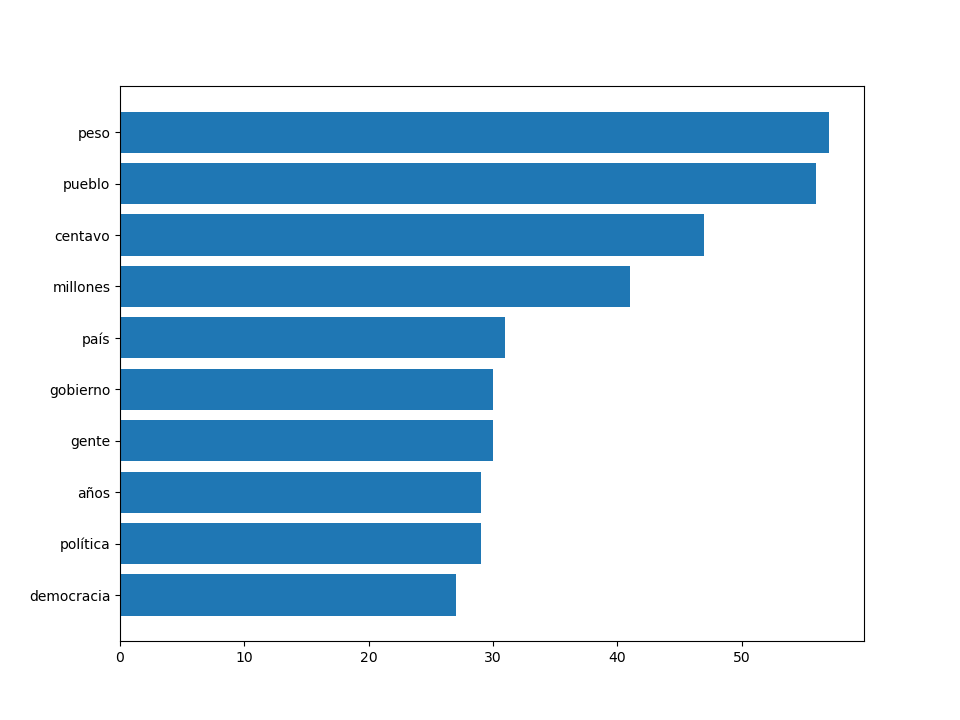 peso
pueblo
centavo
millones
país
gobierno
gente
años
política
democracia
0 10 20 30 40 50